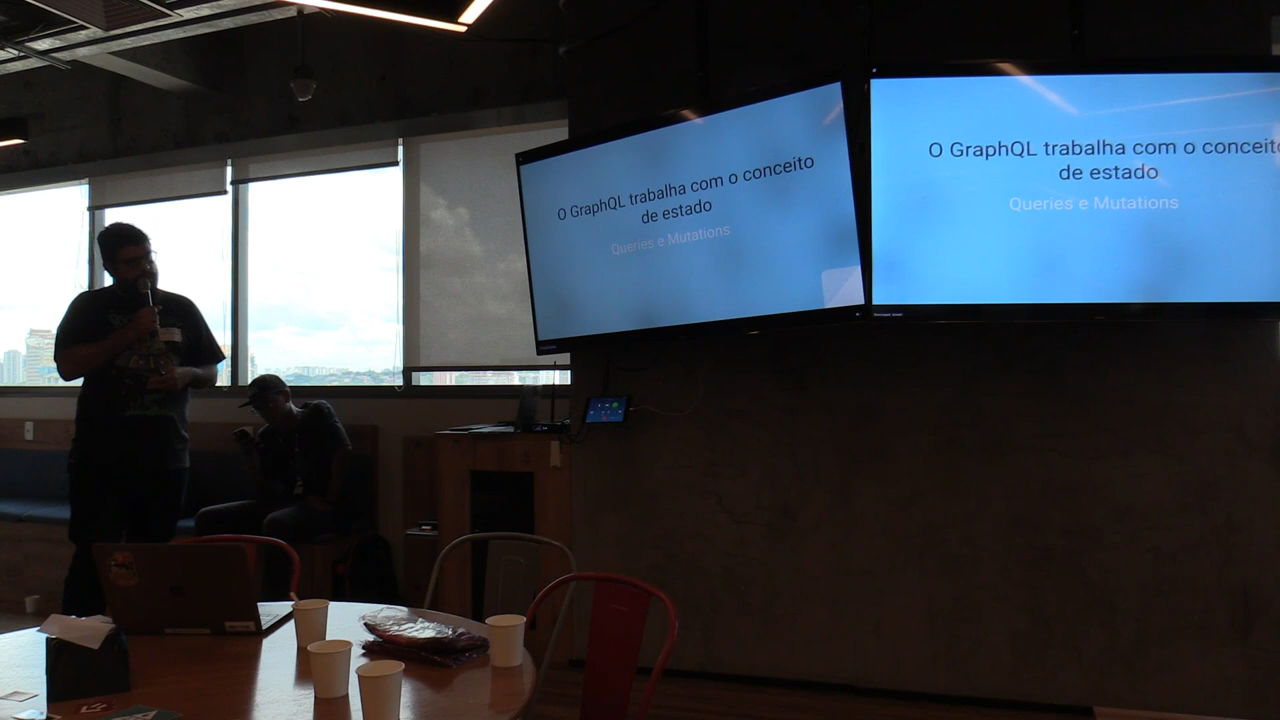 O GraphQL trabalha com o conceito
de estado
Queries e Mutations
O GraphQL trabalha com o conceito
de estado
Queries e Mutations